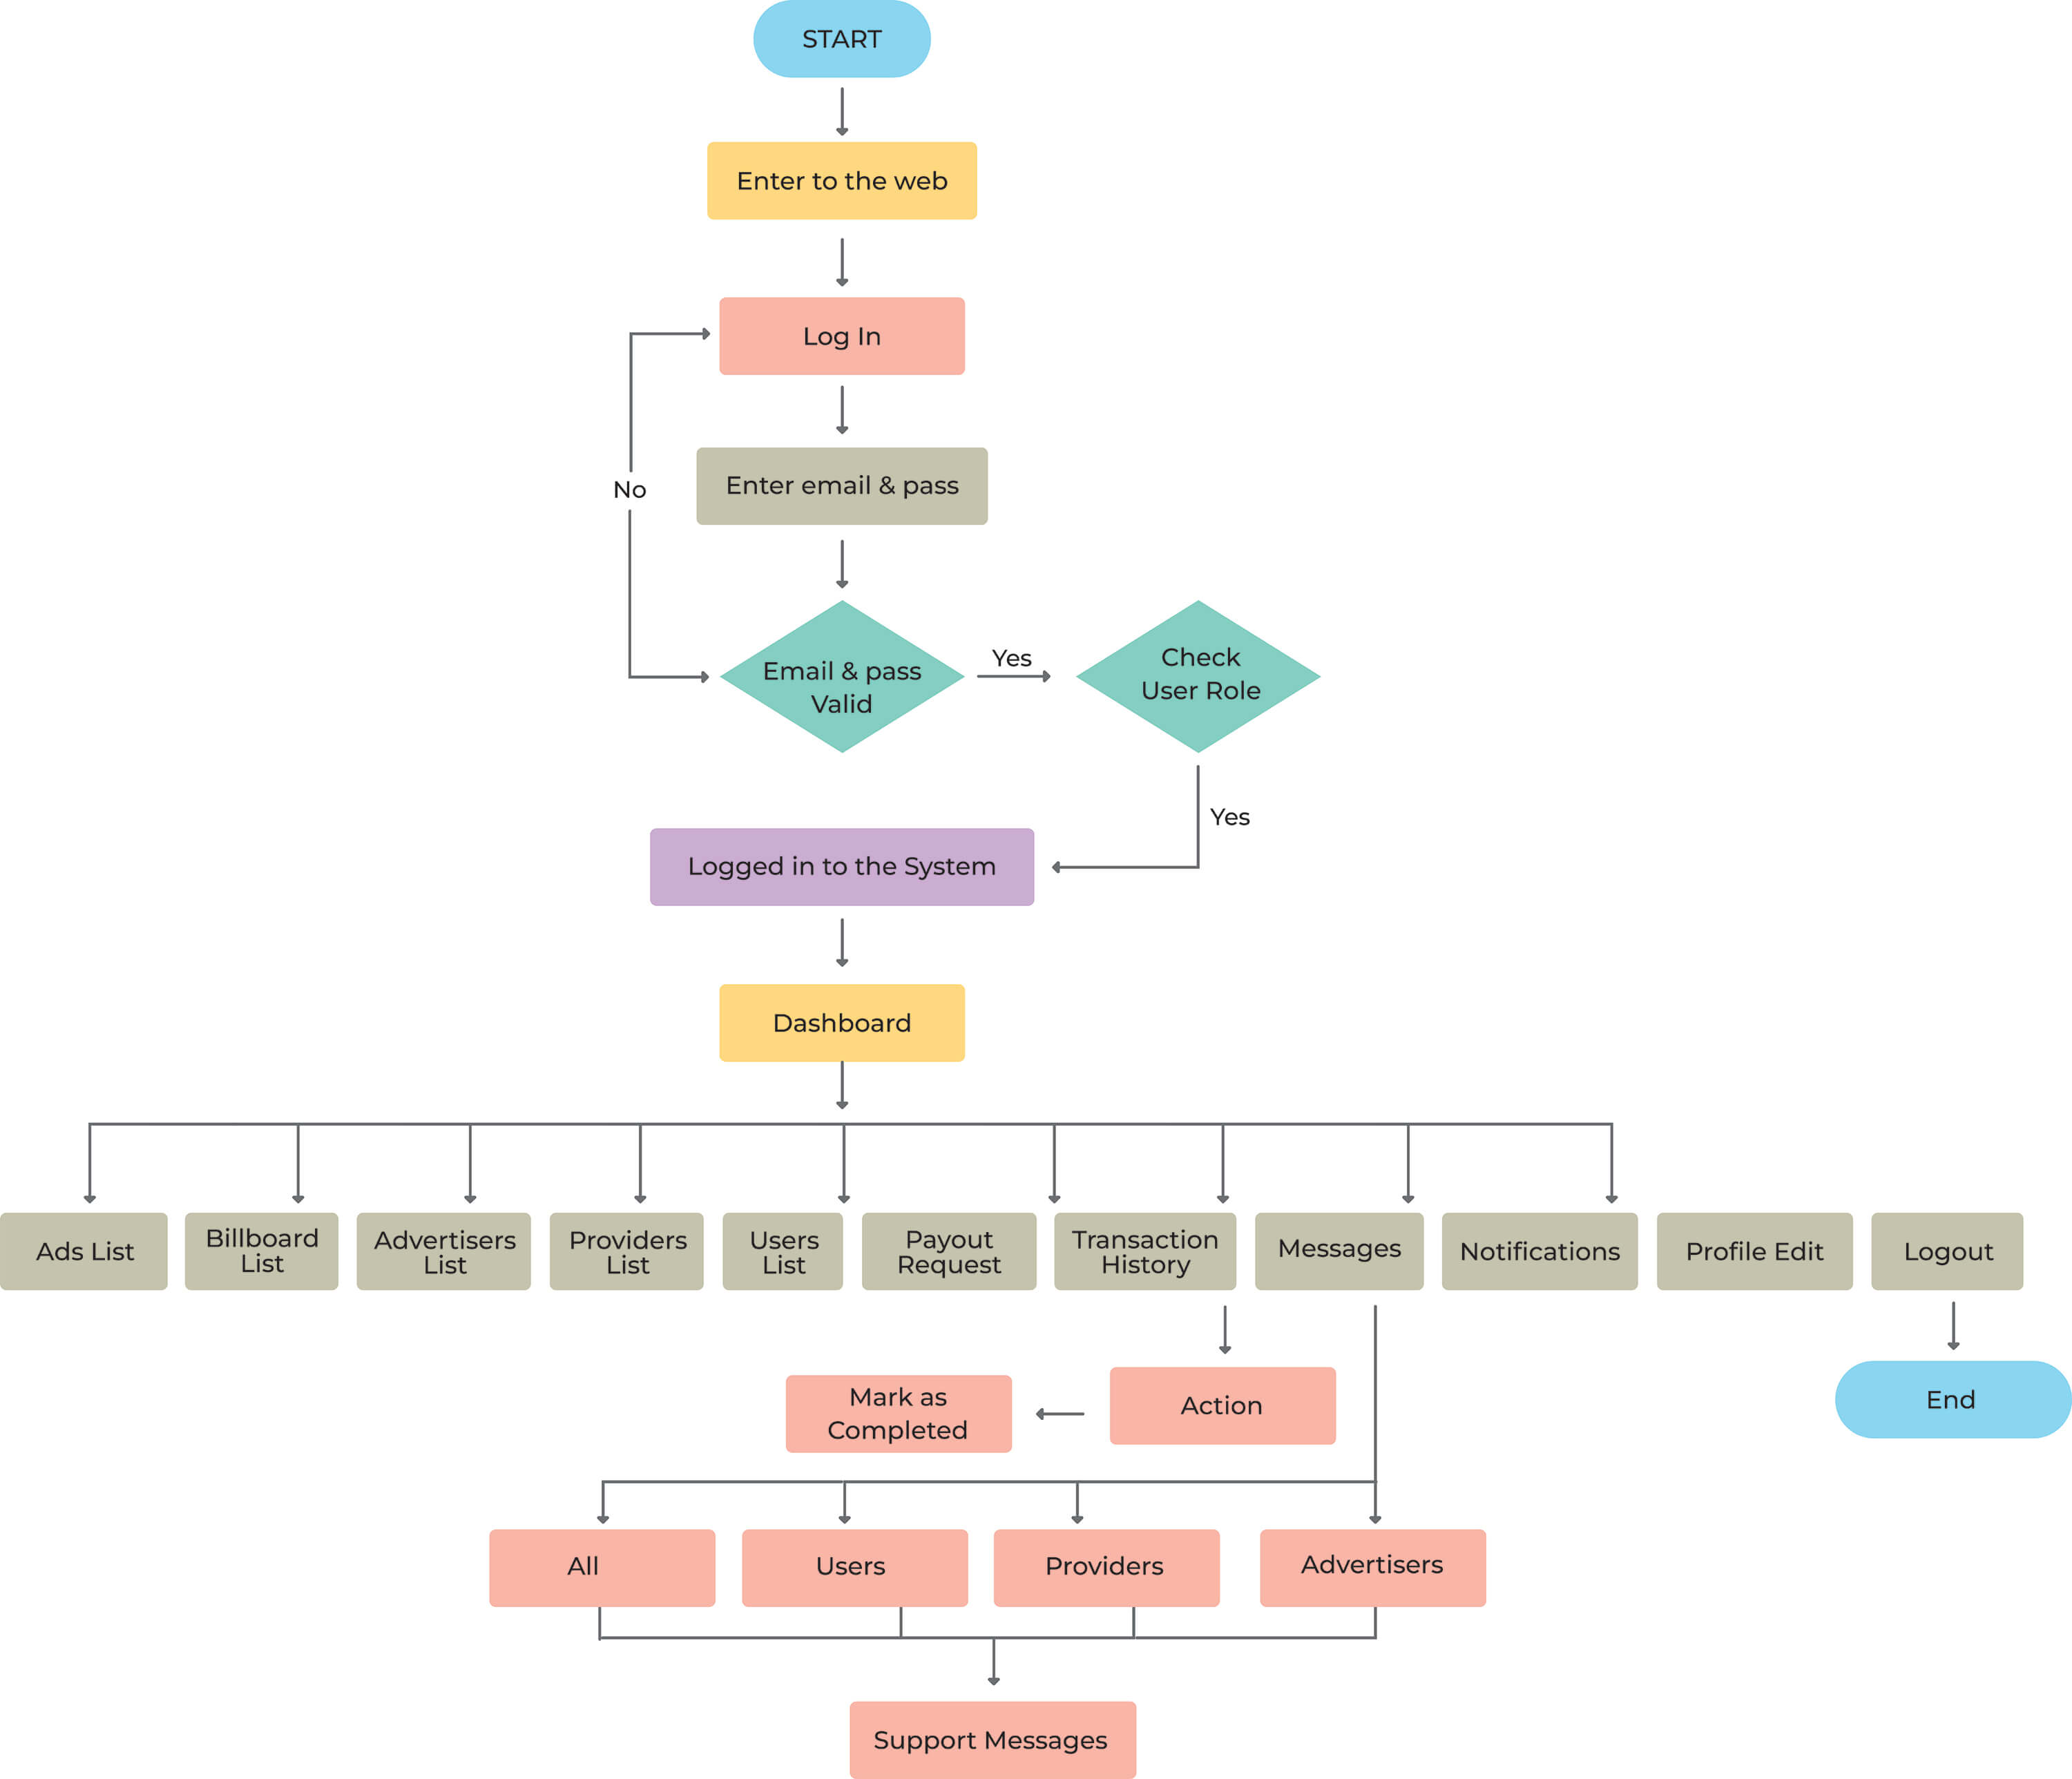 START
Enter to the web
Log In
No
Enter email & pass
Email & pass
Valid
Yes
Check
User Role
Yes
Logged in to the System
Dashboard
Ads List
Billboard
List
Advertisers
List
Providers
List
Users
List
Payout
Request
Transaction
History
Messages
Notifications
Profile Edit
Logout
Mark as
Completed
Action
End
All
Users
Providers
Advertisers
Support Messages